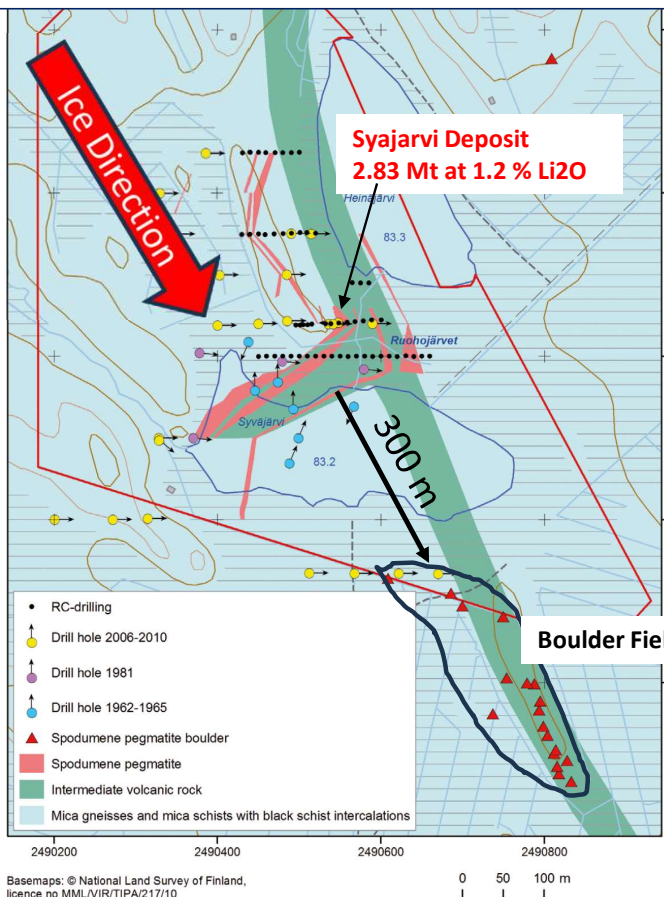 Ice Direction
Syajarvi Deposit
2.83 Mt at 1.2 % Li2O
Heinäjärvi
83.3
Ruohojärvet
Syväjärvi
83.2
300 m
Boulder Fiel
RC-drilling
Drill hole 2006-2010
Drill hole 1981
Drill hole 1962-1965
Spodumene pegmatite boulder
Spodumene pegmatite
Intermediate volcanic rock
Mica gneisses and mica schists with black schist intercalations
2490200 2490400 2490600 2490800
Basemaps: © National Land Survey of Finland,
licence no MML/VIR/TIPA/217/10
0 50 100 m